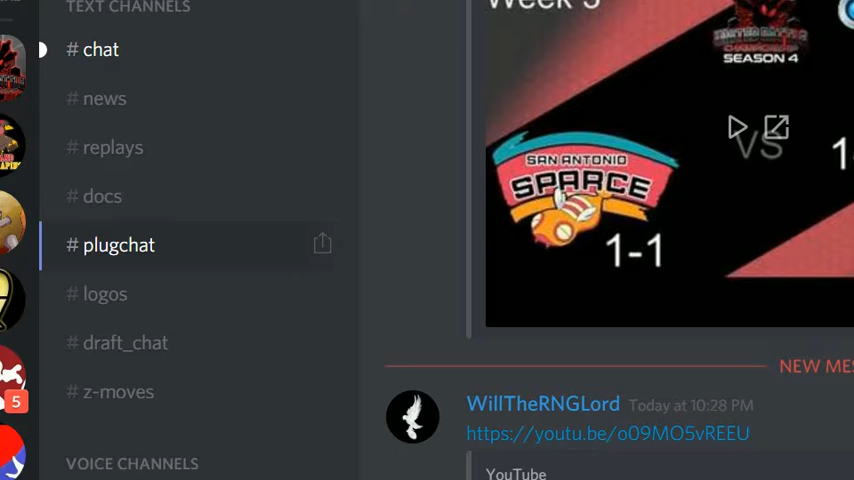 TEXT CHANNELS
# chat
# news
# replays
# docs
# plugchat
# logos
# draft_chat
# z-moves
VOICE CHANNELS
5
Week
SEASON 4
VS
SAN ANTONIO
SPARCE
1-1
NEW MES
WillTheRNGLord Today at 10:28 PM
https://youtu.be/o09MO5vREEU
YouTube